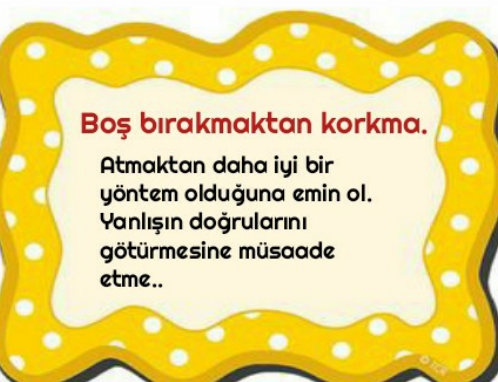 Boş bırakmaktan korkma.
Atmaktan daha iyi bir
yöntem olduğuna emin ol.
Yanlışın doğrularını
götürmesine müsaade
etme..